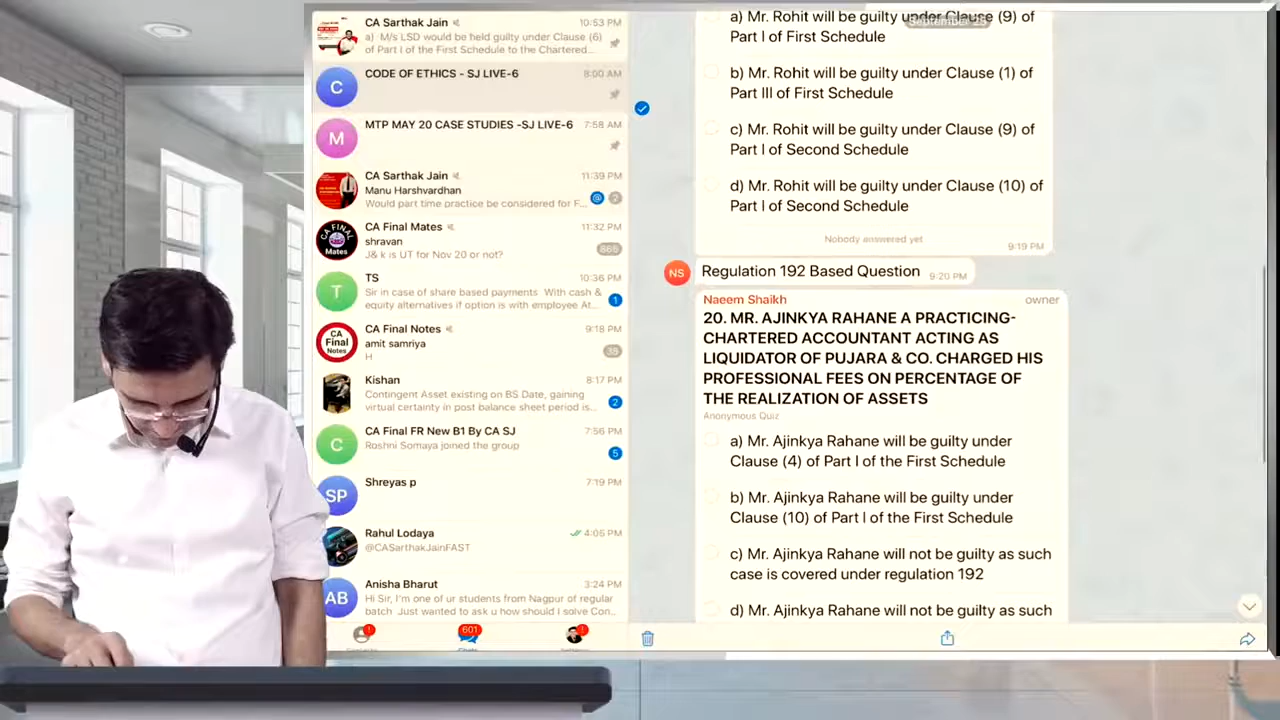 CA Sarthak Jain
10:53 PM
a) M/s LSD would be held guilty under Clause (6)
of Part I of the First Schedule to the Chartered...
C
CODE OF ETHICS - SJ LIVE-6
8:00 AM
M
MTP MAY 20 CASE STUDIES -SJ LIVE-6
7:58 AM
CA Sarthak Jain
11:39 PM
Manu Harshvardhan
Would part time practice be considered for F...
@
2
CA FINAL
Mates
CA Final Mates
11:32 PM
shravan
J& k is UT for Nov 20 or not?
865
T
TS
10:36 PM
Sir in case of share based payments With cash &
equity alternatives if option is with employee At...
1
CA
Final
Notes
CA Final Notes
9:18 PM
amit samriya
H
38
Kishan
8:17 PM
Contingent Asset existing on BS Date, gaining
virtual certainty in post balance sheet period is...
2
C
CA Final FR New B1 By CA SJ
7:56 PM
Roshni Somaya joined the group
5
SP
Shreyas p
7:19 PM
Rahul Lodaya
4:05 PM
@CASarthakJainFAST
AB
Anisha Bharut
3:24 PM
Hi Sir, I'm one of ur students from Nagpur of regular
batch Just wanted to ask u how should I solve Con...
1
601
1
a) Mr. Rohit will be guilty under Clause (9) of
Part I of First Schedule
b) Mr. Rohit will be guilty under Clause (1) of
Part III of First Schedule
c) Mr. Rohit will be guilty under Clause (9) of
Part I of Second Schedule
d) Mr. Rohit will be guilty under Clause (10) of
Part I of Second Schedule
Nobody answered yet
9:19 PM
NS
Regulation 192 Based Question
9:20 PM
Naeem Shaikh
owner
20. MR. AJINKYA RAHANE A PRACTICING-
CHARTERED ACCOUNTANT ACTING AS
LIQUIDATOR OF PUJARA & CO. CHARGED HIS
PROFESSIONAL FEES ON PERCENTAGE OF
THE REALIZATION OF ASSETS
Anonymous Quiz
a) Mr. Ajinkya Rahane will be guilty under
Clause (4) of Part I of the First Schedule
b) Mr. Ajinkya Rahane will be guilty under
Clause (10) of Part I of the First Schedule
c) Mr. Ajinkya Rahane will not be guilty as such
case is covered under regulation 192
d) Mr. Ajinkya Rahane will not be guilty as such